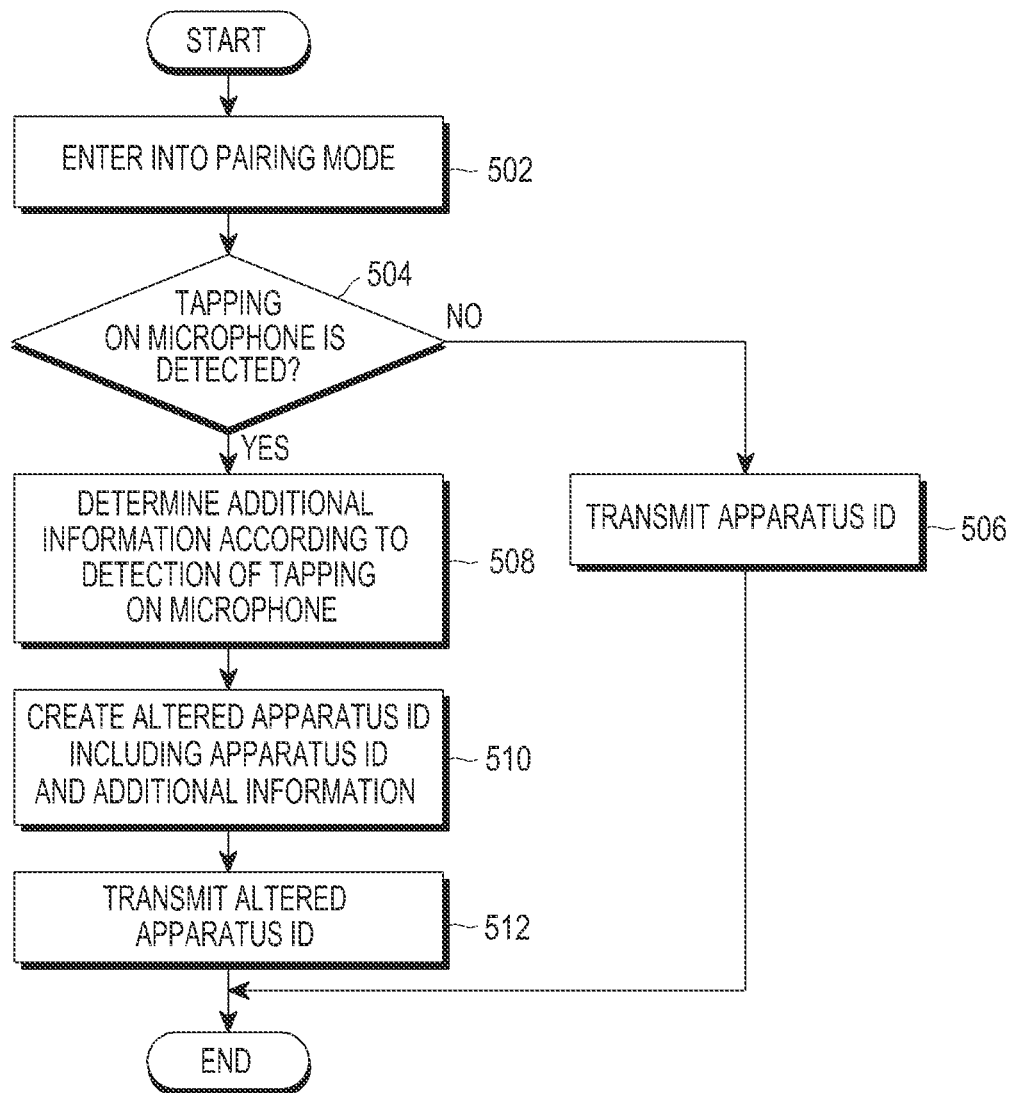 START
ENTER INTO PAIRING MODE
502
504
TAPPING
ON MICROPHONE IS
DETECTED?
NO
YES
DETERMINE ADDITIONAL
INFORMATION ACCORDING TO
DETECTION OF TAPPING
ON MICROPHONE
508
TRANSMIT APPARATUS ID
506
CREATE ALTERED APPARATUS ID
INCLUDING APPARATUS ID
AND ADDITIONAL INFORMATION
510
TRANSMIT ALTERED
APPARATUS ID
512
END